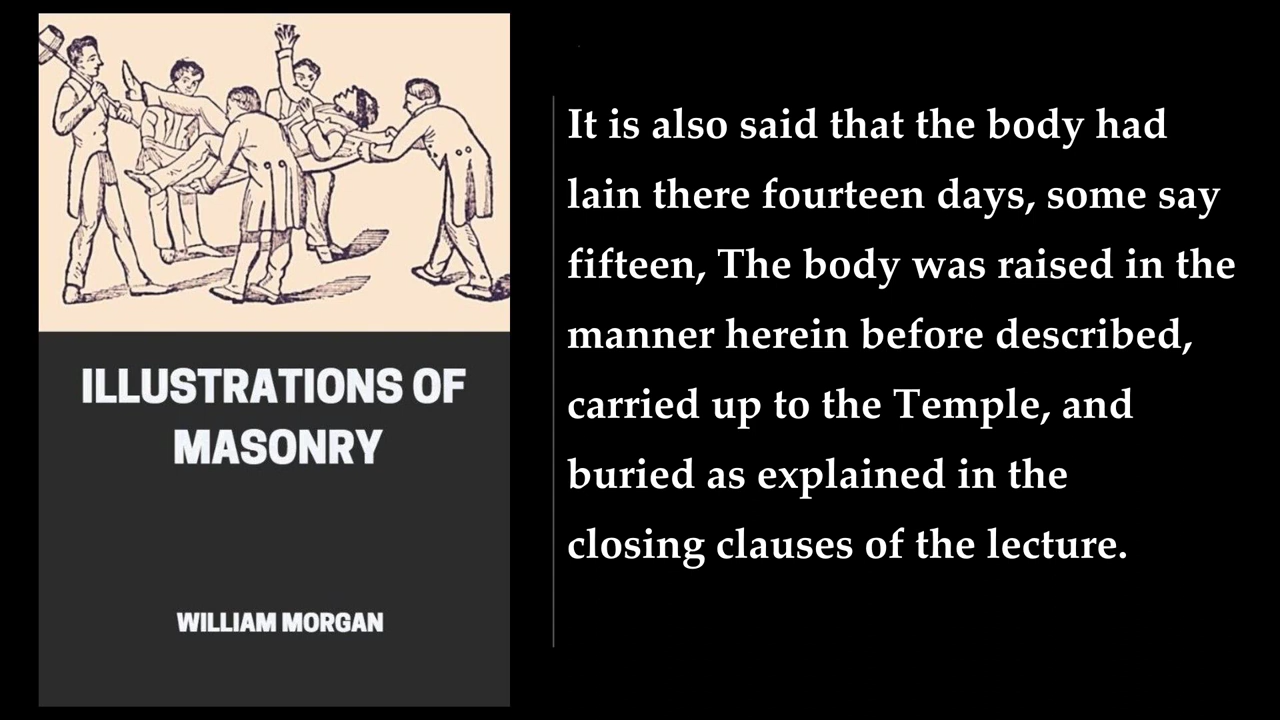 ILLUSTRATIONS OF
MASONRY
WILLIAM MORGAN
It is also said that the body had
lain there fourteen days, some say
fifteen, The body was raised in the
manner herein before described,
carried up to the Temple, and
buried as explained in the
closing clauses of the lecture.